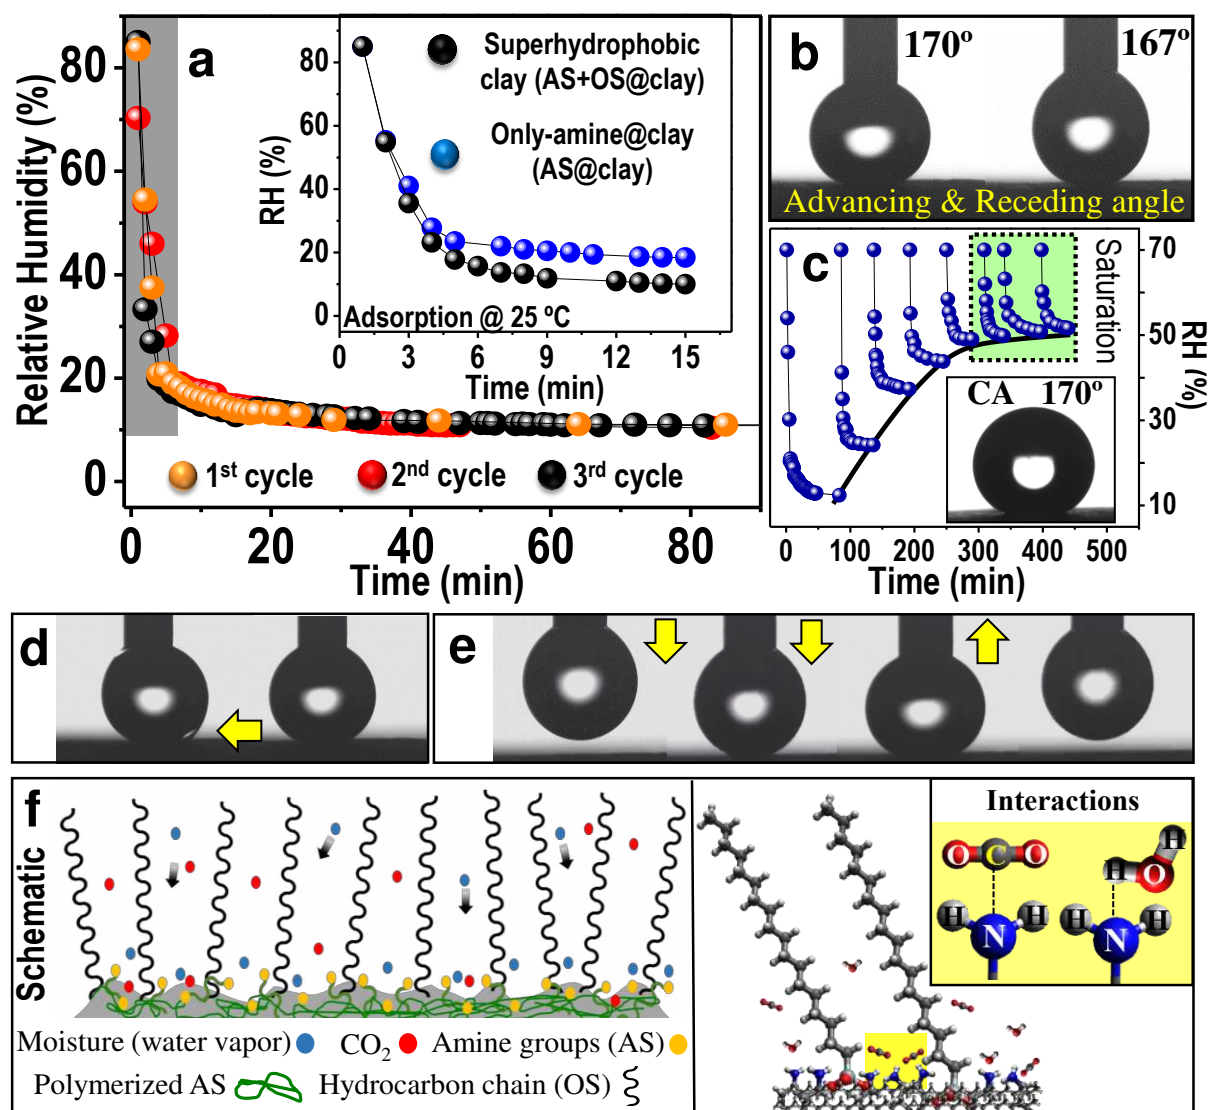 a
Relative Humidity (%)
80
60
40
20
0
0
20
40
60
80
Time (min)
1st cycle
2nd cycle
3rd cycle
RH (%)
80
60
40
20
0
Superhydrophobic
clay (AS+OS@clay)
Only-amine@clay
(AS@clay)
Adsorption @ 25 ºC
0
3
6
9
12
15
Time (min)
b
170º
167º
Advancing & Receding angle
c
Saturation
70
50
30
10
RH (%)
CA 170º
0
100
200
300
400
500
Time (min)
d
e
f
Schematic
Moisture (water vapor)
CO2
Amine groups (AS)
Polymerized AS
Hydrocarbon chain (OS)
Interactions
O C O
H
H O
H H
N
H H
N